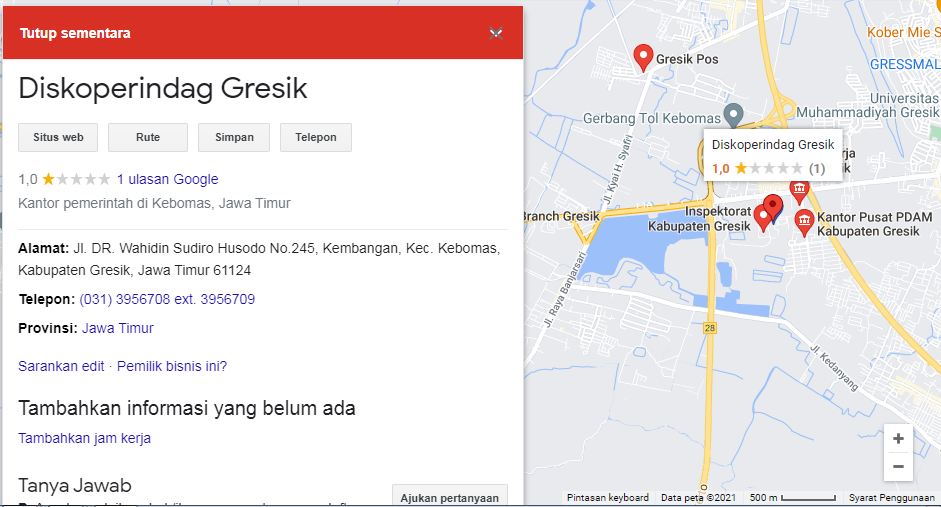 Tutup sementara
Diskoperindag Gresik
Situs web
Rute
Simpan
Telepon
1,0 1 ulasan Google
Kantor pemerintah di Kebomas, Jawa Timur
Alamat: Jl. DR. Wahidin Sudiro Husodo No.245, Kembangan, Kec. Kebomas,
Kabupaten Gresik, Jawa Timur 61124
Telepon: (031) 3956708 ext. 3956709
Provinsi: Jawa Timur
Sarankan edit · Pemilik bisnis ini?
Tambahkan informasi yang belum ada
Tambahkan jam kerja
Tanya Jawab
Ajukan pertanyaan
Kober Mie S
Gresik Pos
GRESSMAL
Universitas
Muhammadiyah Gresik
Gerbang Tol Kebomas
Diskoperindag Gresik
1,0 (1)
rja
k
Jl. Kyai H. Syafri
Branch Gresik
Inspektorat
Kabupaten Gresik
Kantor Pusat PDAM
Kabupaten Gresik
Jl. Raya Banjarsari
28
Jl. Kedanyang
+
−
Pintasan keyboard
Data peta ©2021
500 m
Syarat Penggunaan